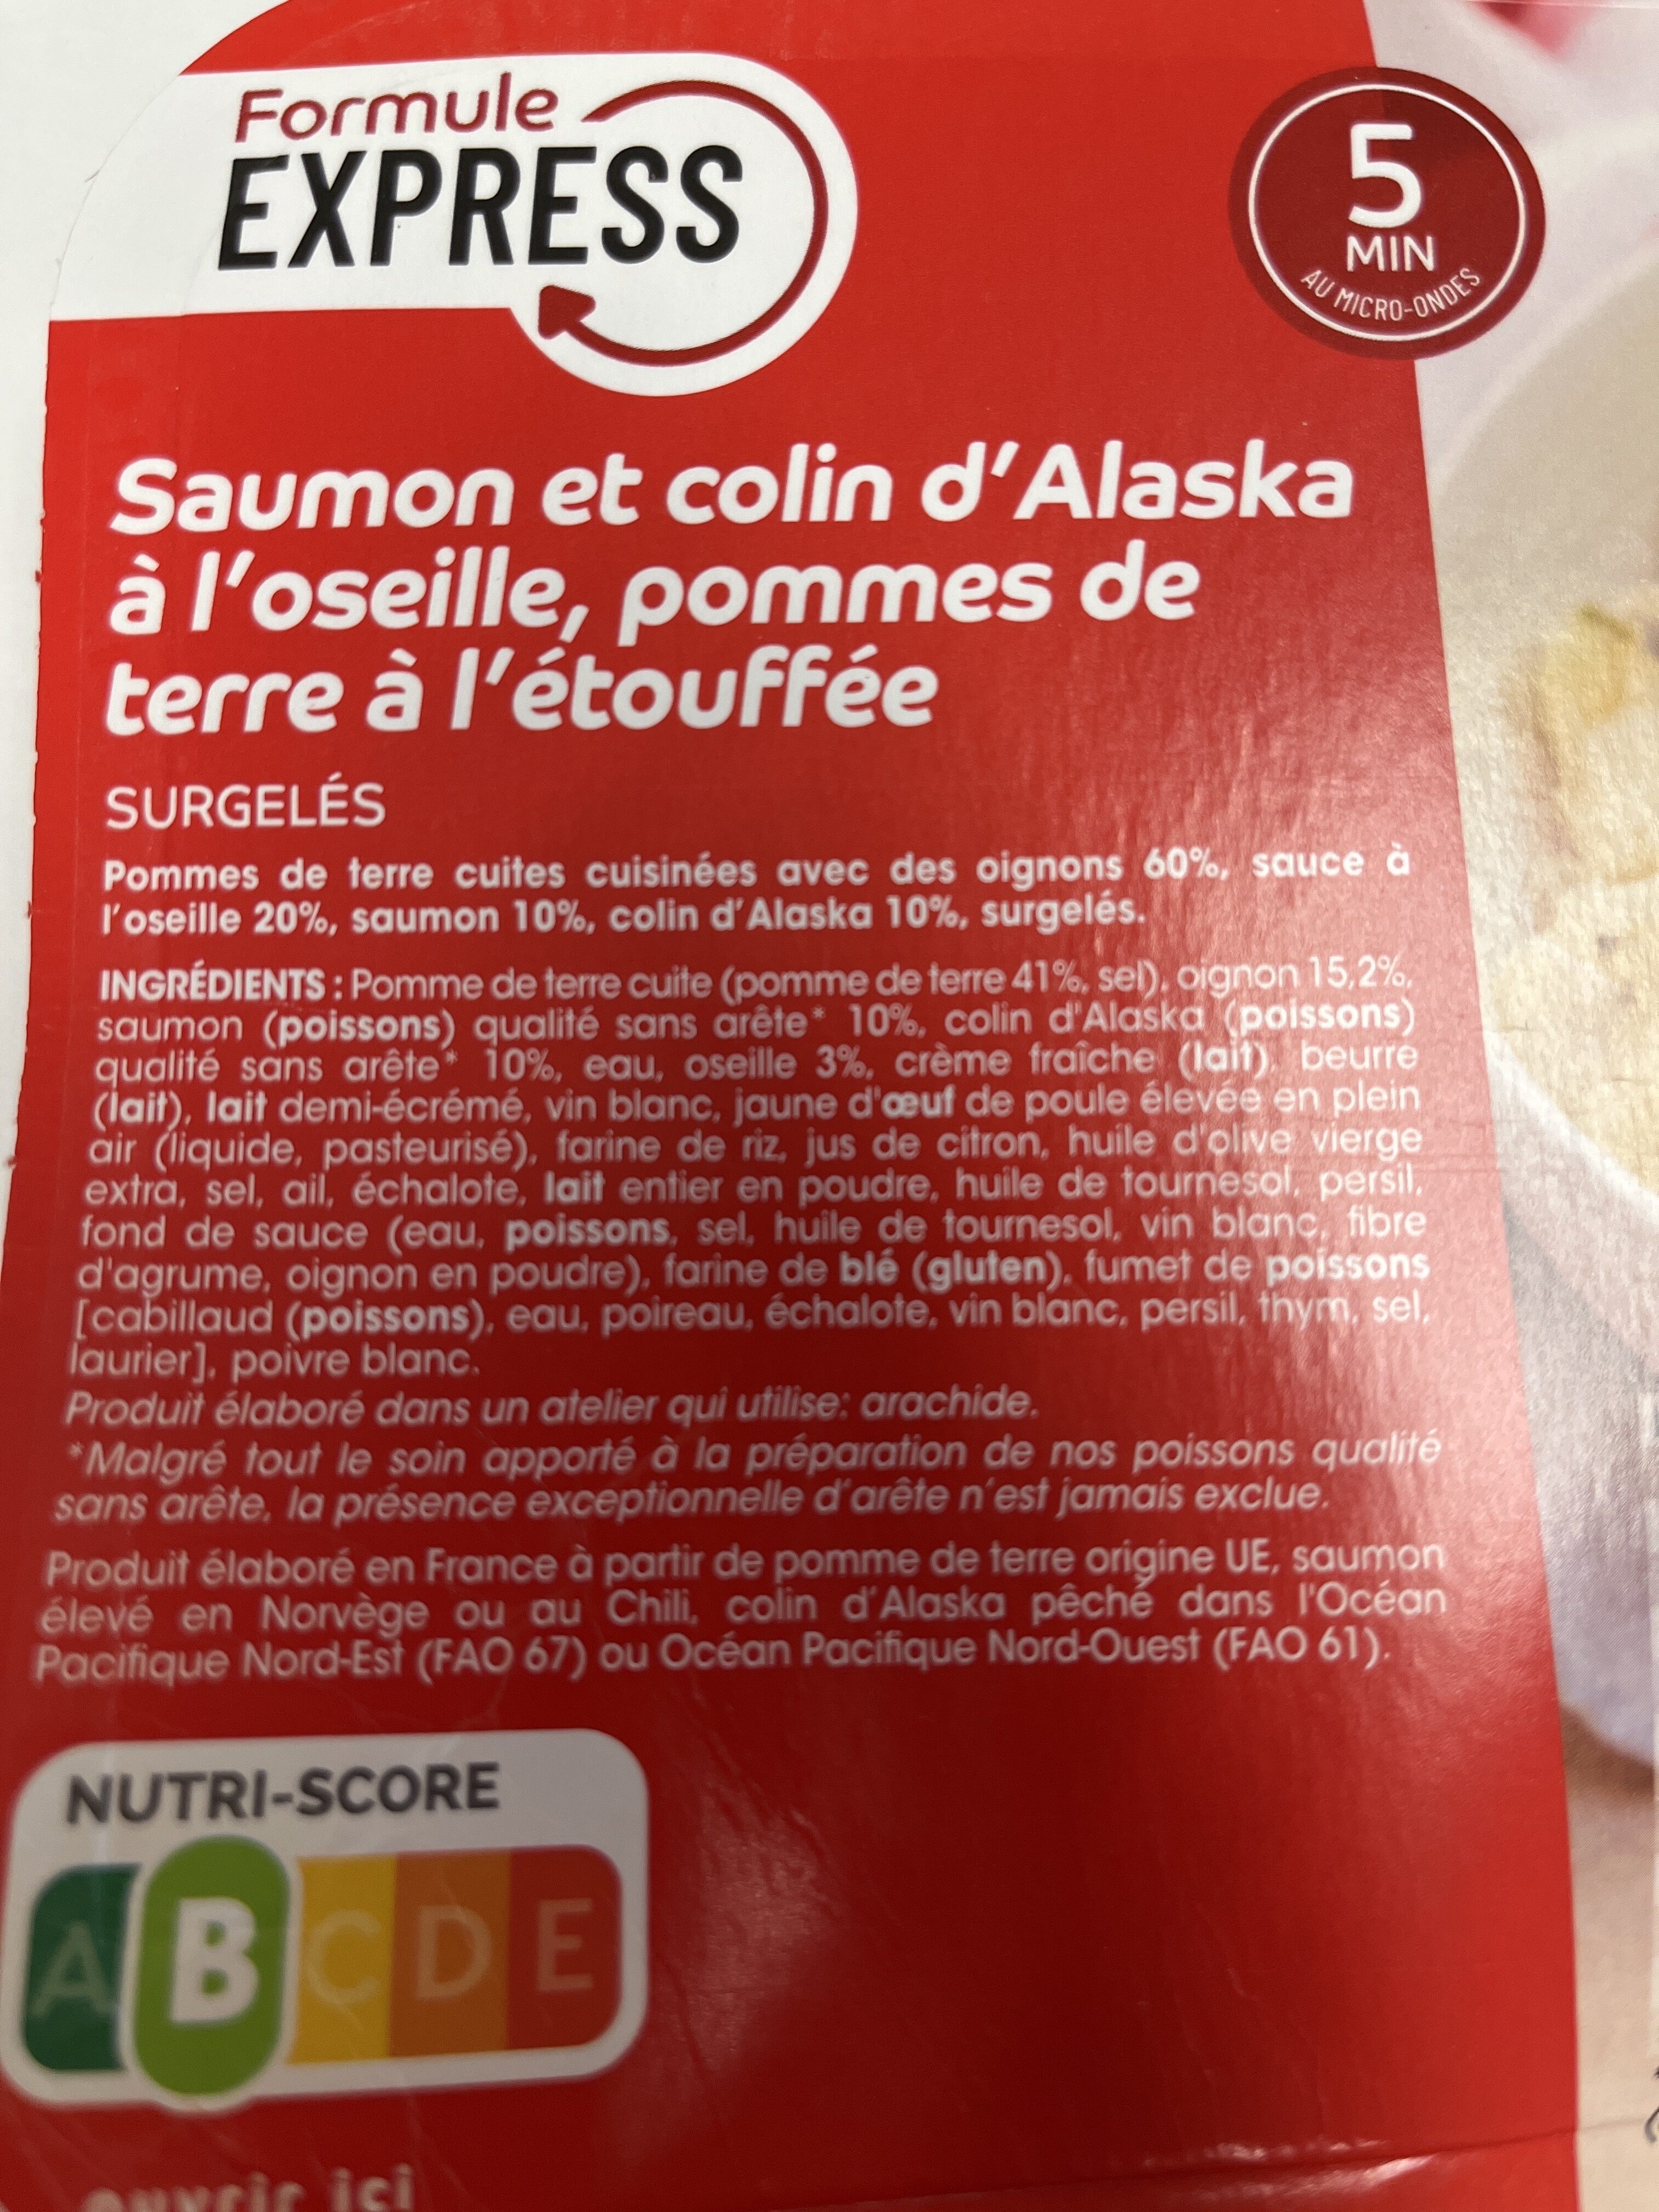 Formule
EXPRESS
5
MIN
AU MICRO-ONDES
Saumon et colin d'Alaska
à l'oseille, pommes de
terre à l'étouffée
SURGELÉS
Pommes de terre cuites cuisinées avec des oignons 60%, sauce à
l'oseille 20%, saumon 10%, colin d'Alaska 10%, surgelés.
INGRÉDIENTS : Pomme de terre cuite (pomme de terre 41%, sel), oignon 15,2%,
saumon (poissons) qualité sans arête* 10%, colin d'Alaska (poissons)
qualité sans arête* 10%, eau, oseille 3%, crème fraîche (lait), beurre
(lait), lait demi-écrémé, vin blanc, jaune d'œuf de poule élevée en plein
air (liquide, pasteurisé), farine de riz, jus de citron, huile d'olive vierge
extra, sel, ail, échalote, lait entier en poudre, huile de tournesol, persil,
fond de sauce (eau, poissons, sel, huile de tournesol, vin blanc, fibre
d'agrume, oignon en poudre), farine de blé (gluten), fumet de poissons
[cabillaud (poissons), eau, poireau, échalote, vin blanc, persil, thym, sel,
laurier], poivre blanc.
Produit élaboré dans un atelier qui utilise: arachide.
*Malgré tout le soin apporté à la préparation de nos poissons qualité
sans arête, la présence exceptionnelle d'arête n'est jamais exclue.
Produit élaboré en France à partir de pomme de terre origine UE, saumon
élevé en Norvège ou au Chili, colin d'Alaska pêché dans l'Océan
Pacifique Nord-Est (FAO 67) ou Océan Pacifique Nord-Ouest (FAO 61).
NUTRI-SCORE
A B C D E
ouvrir ici